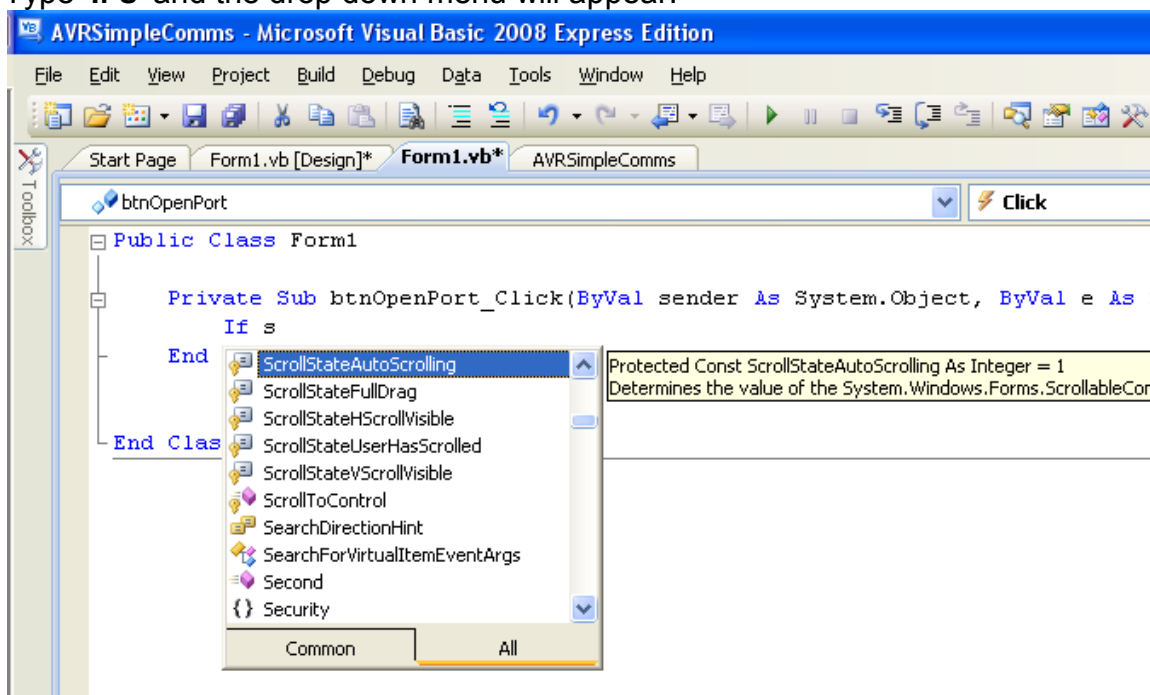 Type 'If S' and the drop down menu will appear:
AVRSimpleComms - Microsoft Visual Basic 2008 Express Edition
File Edit View Project Build Debug Data Tools Window Help
Start Page Form1.vb [Design]* Form1.vb* AVRSimpleComms
Toolbox
btnOpenPort Click
Public Class Form1
Private Sub btnOpenPort_Click(ByVal sender As System.Object, ByVal e As
If s
End
ScrollStateAutoScrolling
Protected Const ScrollStateAutoScrolling As Integer = 1
ScrollStateFullDrag
Determines the value of the System.Windows.Forms.ScrollableCor
ScrollStateHScrollVisible
End Clas
ScrollStateUserHasScrolled
ScrollStateVScrollVisible
ScrollToControl
SearchDirectionHint
SearchForVirtualItemEventArgs
Second
{} Security
Common All